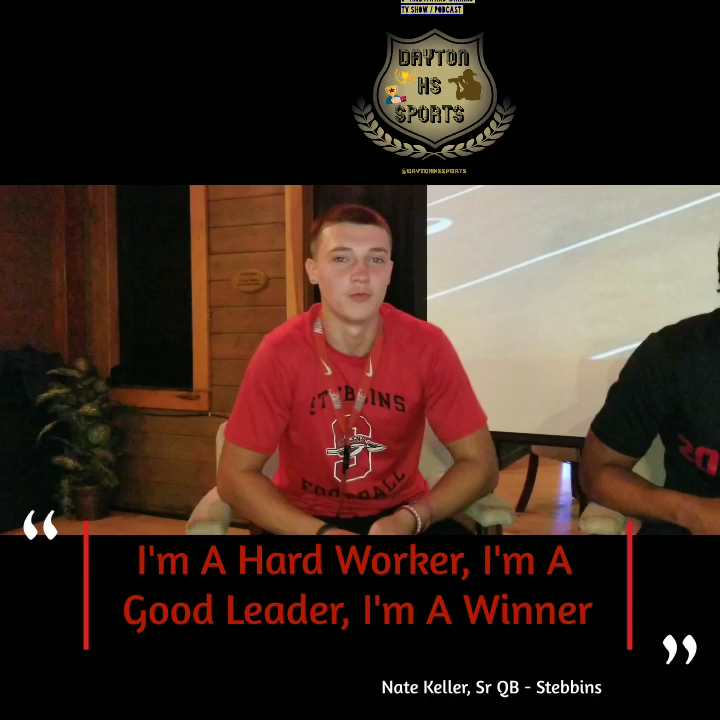 TV SHOW / PODCAST
DAYTON
HS
SPORTS
@DAYTONHSSPORTS
STEBBINS
S
FOOTBALL
20
“
I'm A Hard Worker, I'm A
Good Leader, I'm A Winner
”
Nate Keller, Sr QB - Stebbins